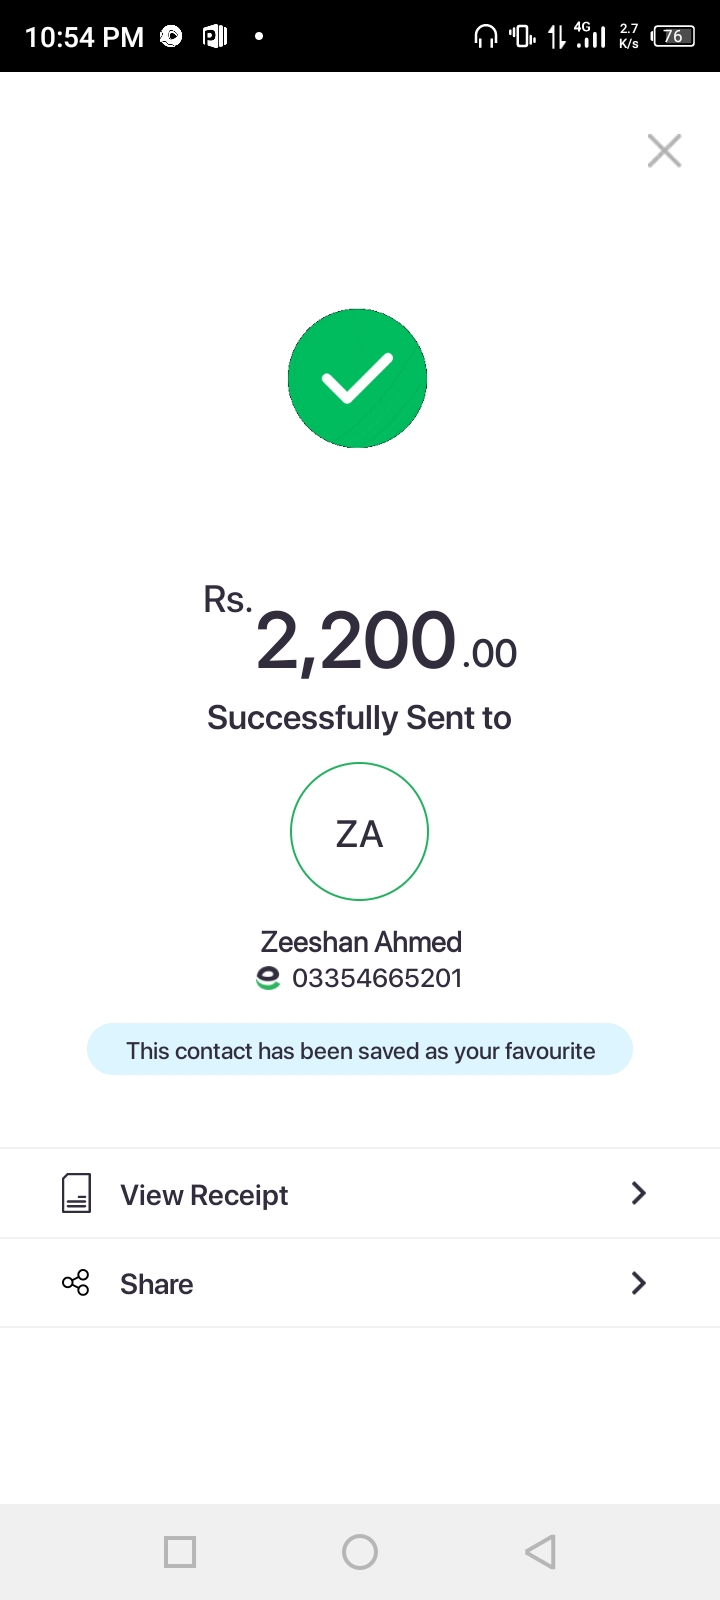 10:54 PM
4G
2.7
K/s
76
Rs.
2,200.00
Successfully Sent to
ZA
Zeeshan Ahmed
03354665201
This contact has been saved as your favourite
View Receipt
Share